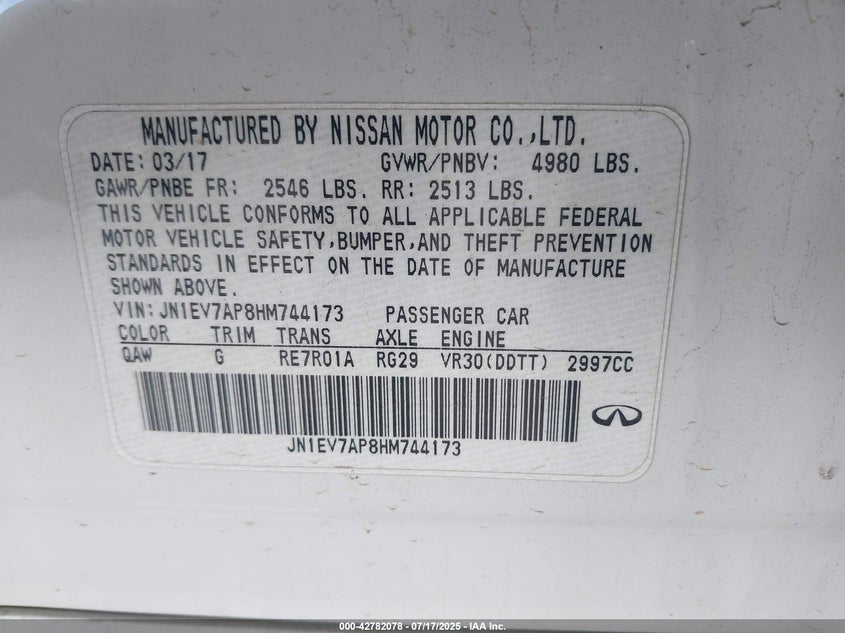 MANUFACTURED BY NISSAN MOTOR CO.,LTD.
DATE: 03/17 GVWR/PNBV: 4980 LBS.
GAWR/PNBE FR: 2546 LBS. RR: 2513 LBS.
THIS VEHICLE CONFORMS TO ALL APPLICABLE FEDERAL
MOTOR VEHICLE SAFETY,BUMPER,AND THEFT PREVENTION
STANDARDS IN EFFECT ON THE DATE OF MANUFACTURE
SHOWN ABOVE.
VIN:JN1EV7AP8HM744173 PASSENGER CAR
COLOR TRIM TRANS AXLE ENGINE
QAW G RE7R01A RG29 VR30(DDTT) 2997CC
JN1EV7AP8HM744173
000-42782078 - 07/17/2025 - IAA Inc.